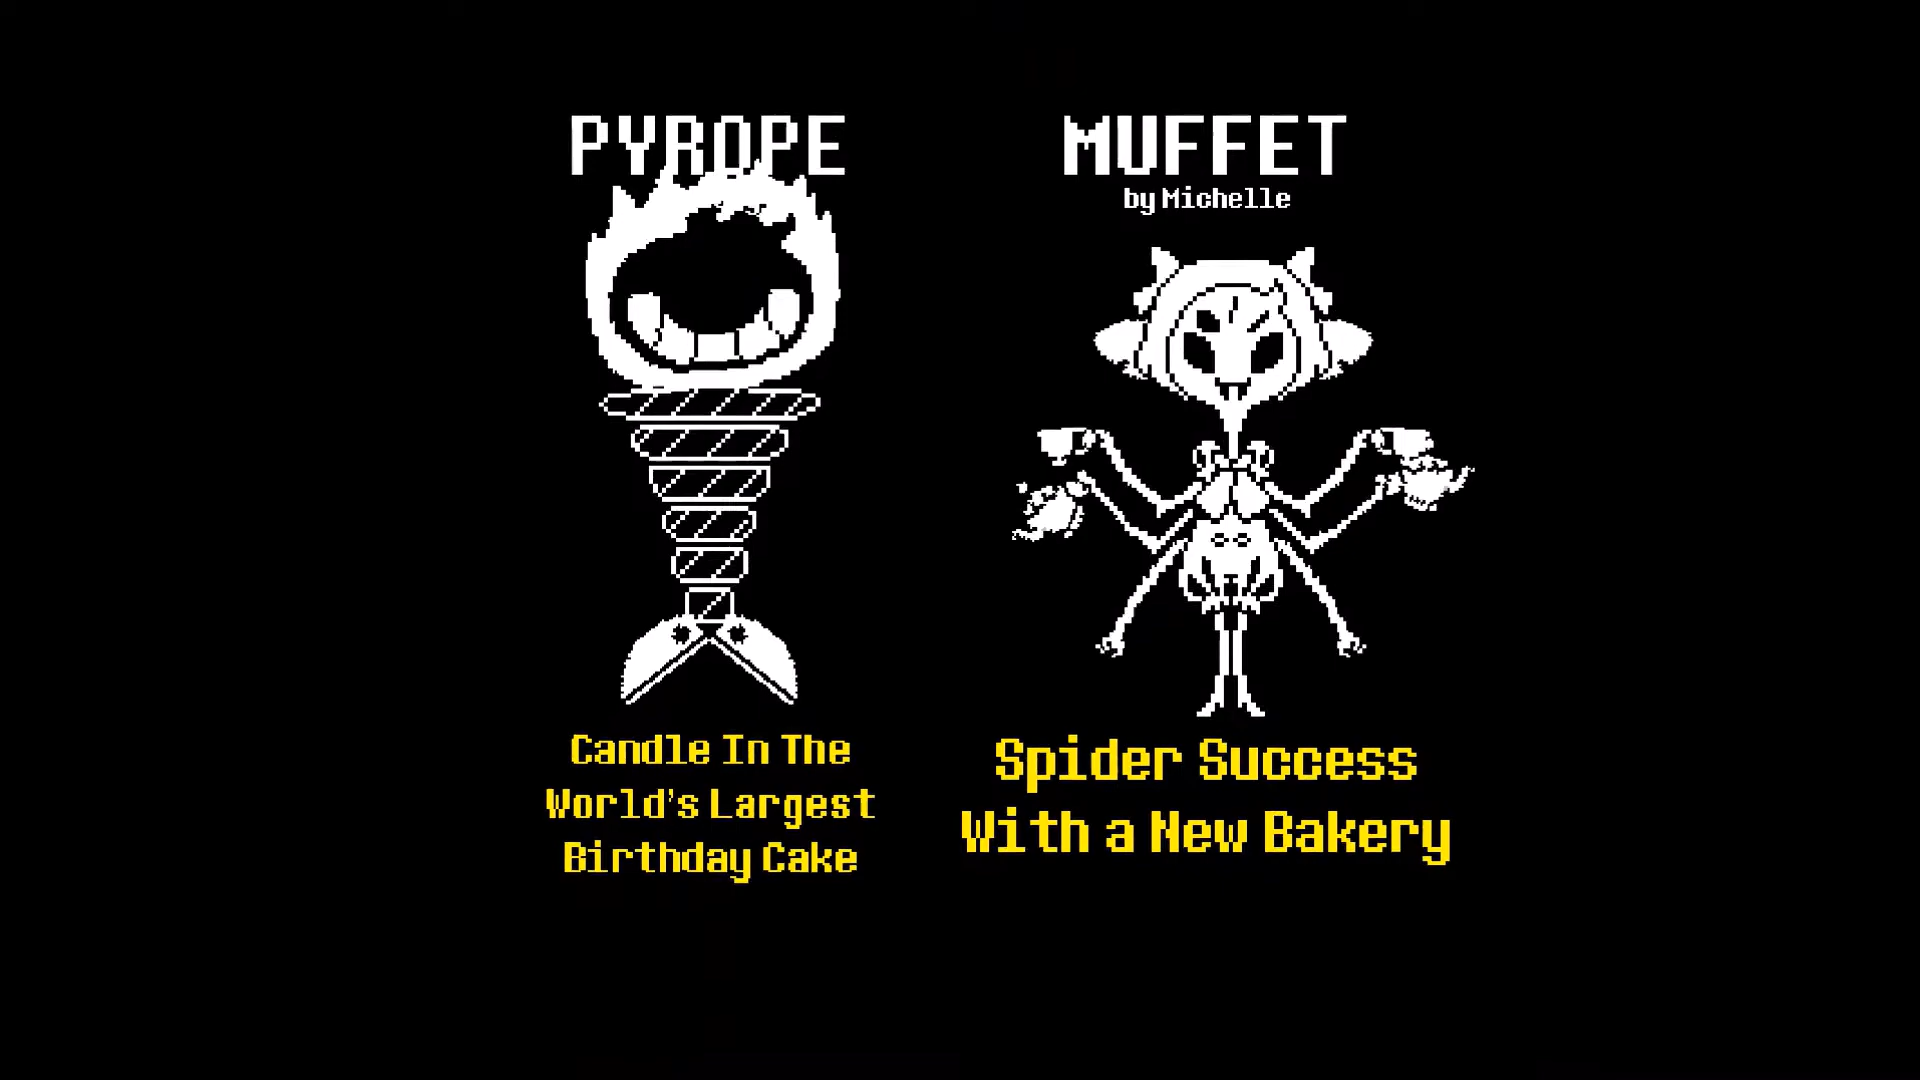 PYROPE
Candle In The
World's Largest
Birthday Cake
MUFFET
by Michelle
Spider Success
With a New Bakery